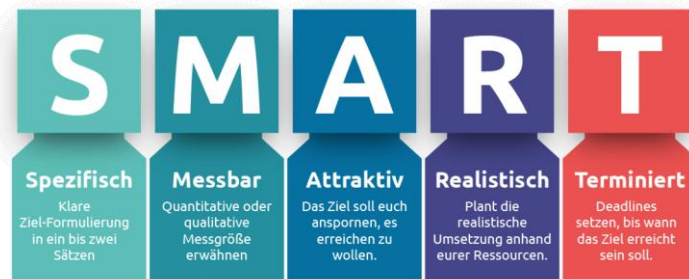 S M A R T
Spezifisch
Klare
Ziel-Formulierung
in ein bis zwei
Sätzen
Messbar
Quantitative oder
qualitative
Messgröße
erwähnen
Attraktiv
Das Ziel soll euch
anspornen, es
erreichen zu
wollen.
Realistisch
Plant die
realistische
Umsetzung anhand
eurer Ressourcen.
Terminiert
Deadlines
setzen, bis wann
das Ziel erreicht
sein soll.